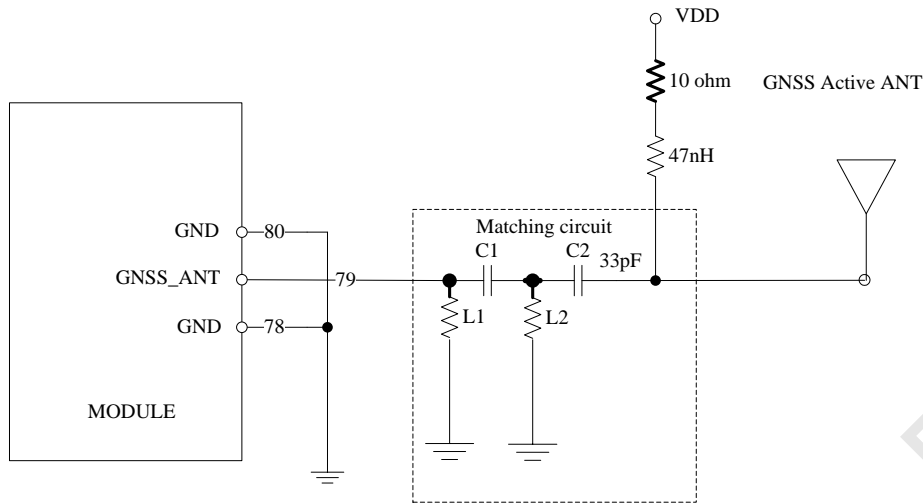 VDD
10 ohm
GNSS Active ANT
47nH
Matching circuit
C1
C2
33pF
GND
80
GNSS_ANT
79
GND
78
L1
L2
MODULE